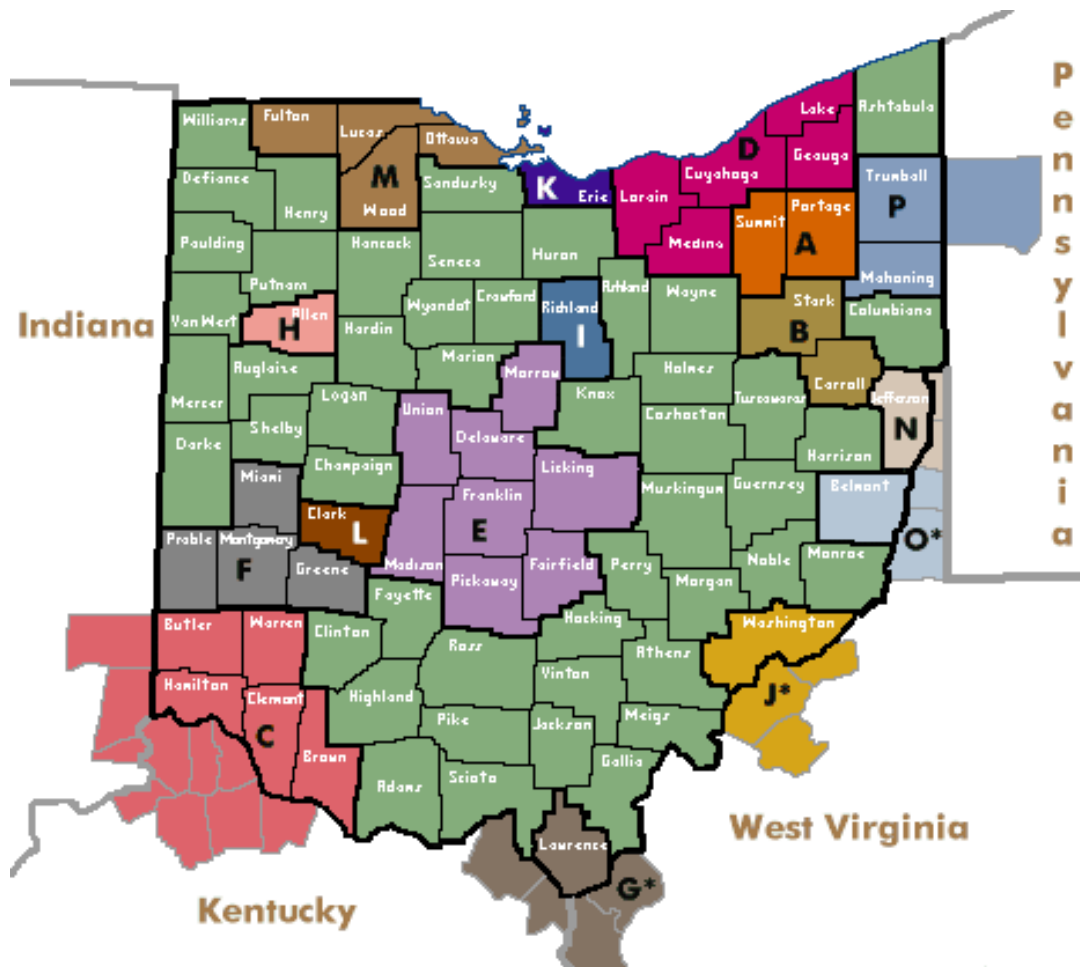 Pennsylvania
Lake
Ashtabula
Williams
Fulton
Lucas
Ottawa
D
Geauga
Cuyahoga
Trumball
P
Defiance
M
Sandusky
K
Erie
Lorain
Henry
Wood
Summit
Portage
A
Paulding
Hancock
Seneca
Huron
Medina
Mahoning
Putnam
Wyandot
Crawford
Richland
Ashland
Wayne
Stark
Columbiana
Indiana
Van Wert
Allen
H
Hardin
I
B
Auglaize
Marion
Morrow
Holmes
Carroll
Mercer
Logan
Union
Knox
Coshocton
Tuscawaras
Jefferson
N
Darke
Shelby
Delaware
Harrison
Champaign
Licking
Miami
Franklin
Muskingum
Guernsey
Belmont
Clark
L
E
Preble
Montgomery
F
Greene
Madison
Pickaway
Fairfield
Perry
Noble
Monroe
O*
Fayette
Morgan
Butler
Warren
Clinton
Ross
Hocking
Athens
Washington
Hamilton
Clemont
Highland
Vinton
J*
C
Brown
Pike
Jackson
Meigs
Adams
Scioto
Gallia
West Virginia
Lawrence
G*
Kentucky